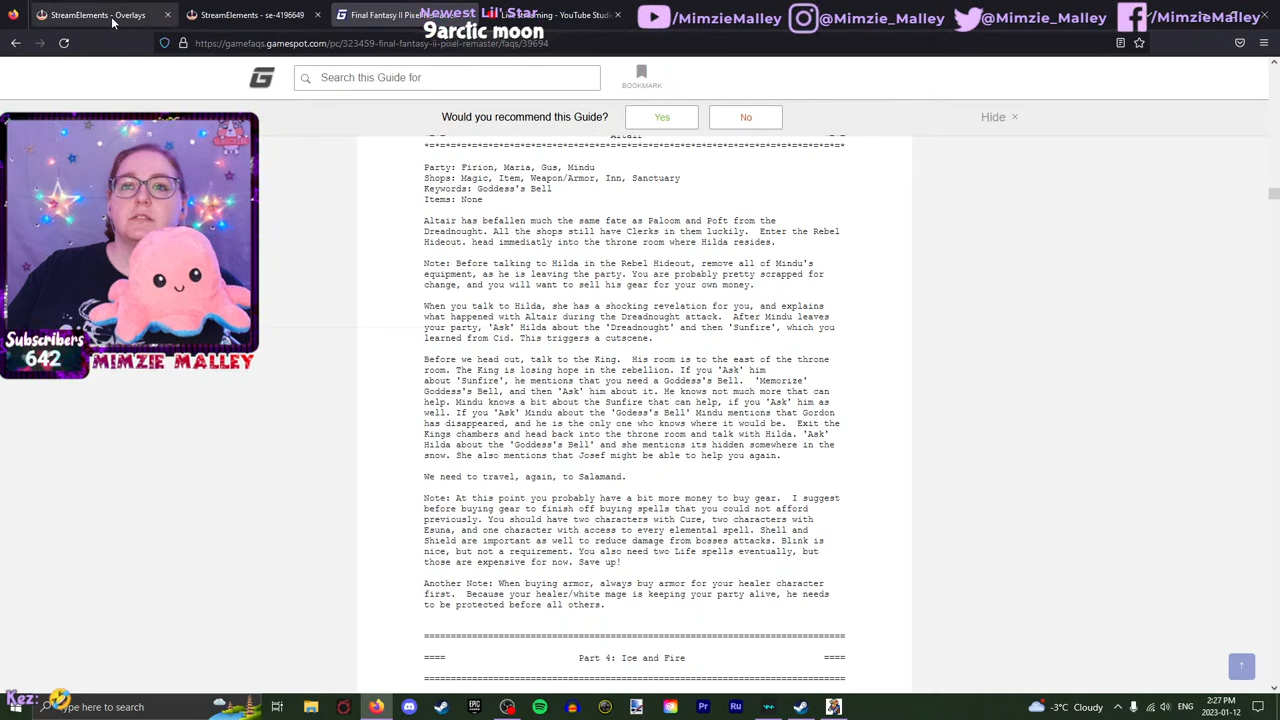 StreamElements - Overlays
StreamElements - se-4196649
Final Fantasy II Pixel
Live streaming - YouTube Studio
Newest Lil' Star
9arctic moon
/MimzieMalley
@Mimzie_Malley
@Mimzie_Malley
/MimzieMalley
https://gamefaqs.gamespot.com/pc/323459-final-fantasy-ii-pixel-remaster/faqs/39694
Search this Guide for
BOOKMARK
Would you recommend this Guide?
Yes
No
Hide ×
Altair
*=*=*=*=*=*=*=*=*=*=*=*=*=*=*=*=*=*=*=*=*=*=*=*=*=*=*=*=*=*=*=*=*=*=*=*=*=*=*=*
Party: Firion, Maria, Gus, Mindu
Shops: Magic, Item, Weapon/Armor, Inn, Sanctuary
Keywords: Goddess's Bell
Items: None
Altair has befallen much the same fate as Paloom and Poft from the
Dreadnought. All the shops still have Clerks in them luckily. Enter the Rebel
Hideout. head immediatly into the throne room where Hilda resides.
Note: Before talking to Hilda in the Rebel Hideout, remove all of Mindu's
equipment, as he is leaving the party. You are probably pretty scrapped for
change, and you will want to sell his gear for your own money.
When you talk to Hilda, she has a shocking revelation for you, and explains
what happened with Altair during the Dreadnought attack. After Mindu leaves
your party, 'Ask' Hilda about the 'Dreadnought' and then 'Sunfire', which you
learned from Cid. This triggers a cutscene.
Before we head out, talk to the King. His room is to the east of the throne
room. The King is losing hope in the rebellion. If you 'Ask' him
about 'Sunfire', he mentions that you need a Goddess's Bell. 'Memorize'
Goddess's Bell, and then 'Ask' him about it. He knows not much more that can
help. Mindu knows a bit about the Sunfire that can help, if you 'Ask' him as
well. If you 'Ask' Mindu about the 'Godess's Bell' Mindu mentions that Gordon
has disappeared, and he is the only one who knows where it would be. Exit the
Kings chambers and head back into the throne room and talk with Hilda. 'Ask'
Hilda about the 'Goddess's Bell' and she mentions its hidden somewhere in the
snow. She also mentions that Josef might be able to help you again.
We need to travel, again, to Salamand.
Note: At this point you probably have a bit more money to buy gear. I suggest
before buying gear to finish off buying spells that you could not afford
previously. You should have two characters with Cure, two characters with
Esuna, and one character with access to every elemental spell. Shell and
Shield are important as well to reduce damage from bosses attacks. Blink is
nice, but not a requirement. You also need two Life spells eventually, but
those are expensive for now. Save up!
Another Note: When buying armor, always buy armor for your healer character
first. Because your healer/white mage is keeping your party alive, he needs
to be protected before all others.
================================================================================
==== Part 4: Ice and Fire ====
================================================================================
Subscribers
642
MIMZIE MALLEY
Kez:
Type here to search
-3°C Cloudy
ENG
2:27 PM
2023-01-12